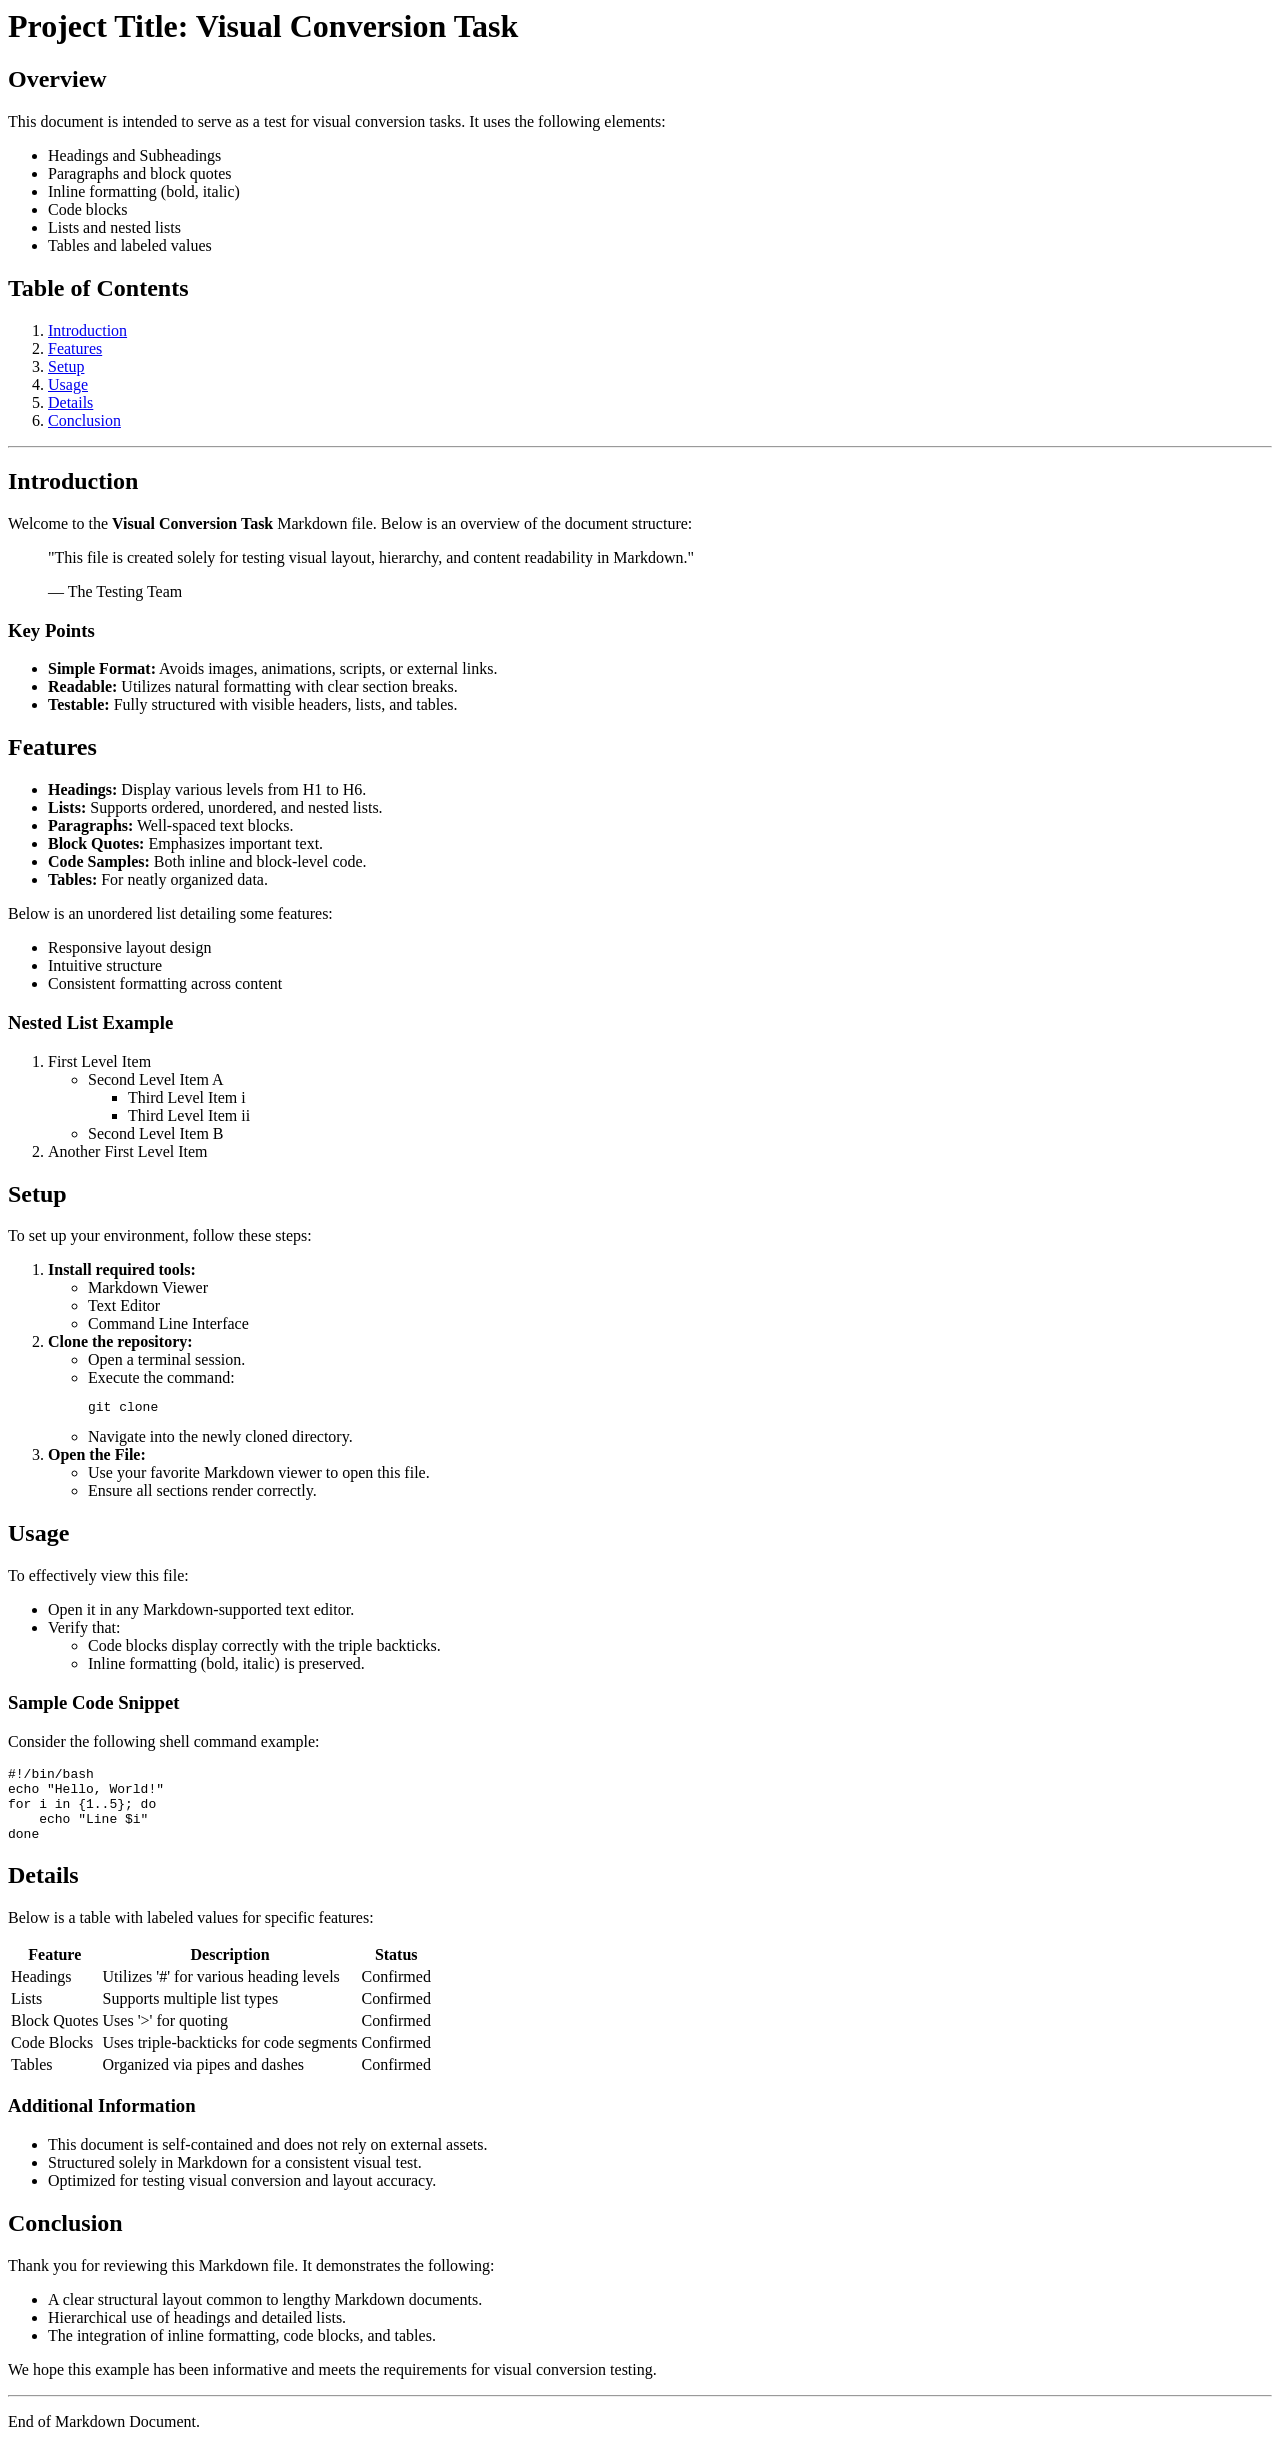 Project Title: Visual Conversion Task
Overview
This document is intended to serve as a test for visual conversion tasks. It uses the following elements:
• Headings and Subheadings
• Paragraphs and block quotes
• Inline formatting (bold, italic)
• Code blocks
• Lists and nested lists
• Tables and labeled values
Table of Contents
1. Introduction
2. Features
3. Setup
4. Usage
5. Details
6. Conclusion
Introduction
Welcome to the Visual Conversion Task Markdown file. Below is an overview of the document structure:
"This file is created solely for testing visual layout, hierarchy, and content readability in Markdown."
— The Testing Team
Key Points
• Simple Format: Avoids images, animations, scripts, or external links.
• Readable: Utilizes natural formatting with clear section breaks.
• Testable: Fully structured with visible headers, lists, and tables.
Features
• Headings: Display various levels from H1 to H6.
• Lists: Supports ordered, unordered, and nested lists.
• Paragraphs: Well-spaced text blocks.
• Block Quotes: Emphasizes important text.
• Code Samples: Both inline and block-level code.
• Tables: For neatly organized data.
Below is an unordered list detailing some features:
• Responsive layout design
• Intuitive structure
• Consistent formatting across content
Nested List Example
1. First Level Item
◦ Second Level Item A
▪ Third Level Item i
▪ Third Level Item ii
◦ Second Level Item B
2. Another First Level Item
Setup
To set up your environment, follow these steps:
1. Install required tools:
◦ Markdown Viewer
◦ Text Editor
◦ Command Line Interface
2. Clone the repository:
◦ Open a terminal session.
◦ Execute the command:
git clone
◦ Navigate into the newly cloned directory.
3. Open the File:
◦ Use your favorite Markdown viewer to open this file.
◦ Ensure all sections render correctly.
Usage
To effectively view this file:
• Open it in any Markdown-supported text editor.
• Verify that:
◦ Code blocks display correctly with the triple backticks.
◦ Inline formatting (bold, italic) is preserved.
Sample Code Snippet
Consider the following shell command example:
#!/bin/bash
echo "Hello, World!"
for i in {1..5}; do
    echo "Line $i"
done
Details
Below is a table with labeled values for specific features:
Feature Description Status
Headings Utilizes '#' for various heading levels Confirmed
Lists Supports multiple list types Confirmed
Block Quotes Uses '>' for quoting Confirmed
Code Blocks Uses triple-backticks for code segments Confirmed
Tables Organized via pipes and dashes Confirmed
Additional Information
• This document is self-contained and does not rely on external assets.
• Structured solely in Markdown for a consistent visual test.
• Optimized for testing visual conversion and layout accuracy.
Conclusion
Thank you for reviewing this Markdown file. It demonstrates the following:
• A clear structural layout common to lengthy Markdown documents.
• Hierarchical use of headings and detailed lists.
• The integration of inline formatting, code blocks, and tables.
We hope this example has been informative and meets the requirements for visual conversion testing.
End of Markdown Document.